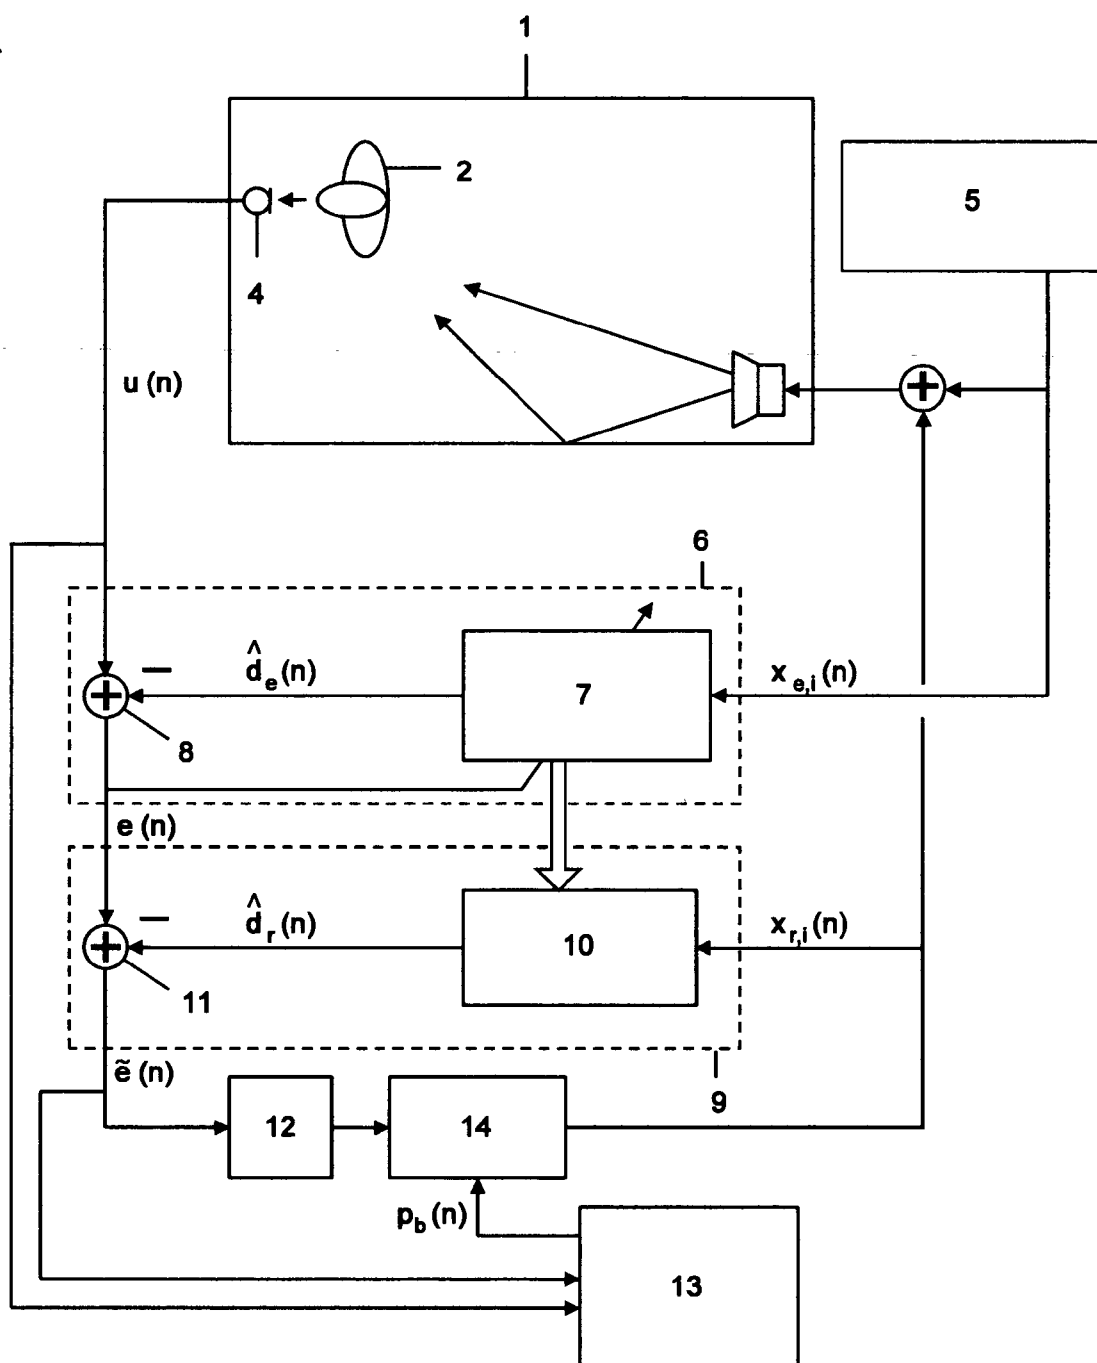 1
2
5
4
u (n)
6
− d̂e (n)
7
xe,i (n)
8
e (n)
− d̂r (n)
10
xr,i (n)
11
ẽ (n)
9
12
14
pb (n)
13